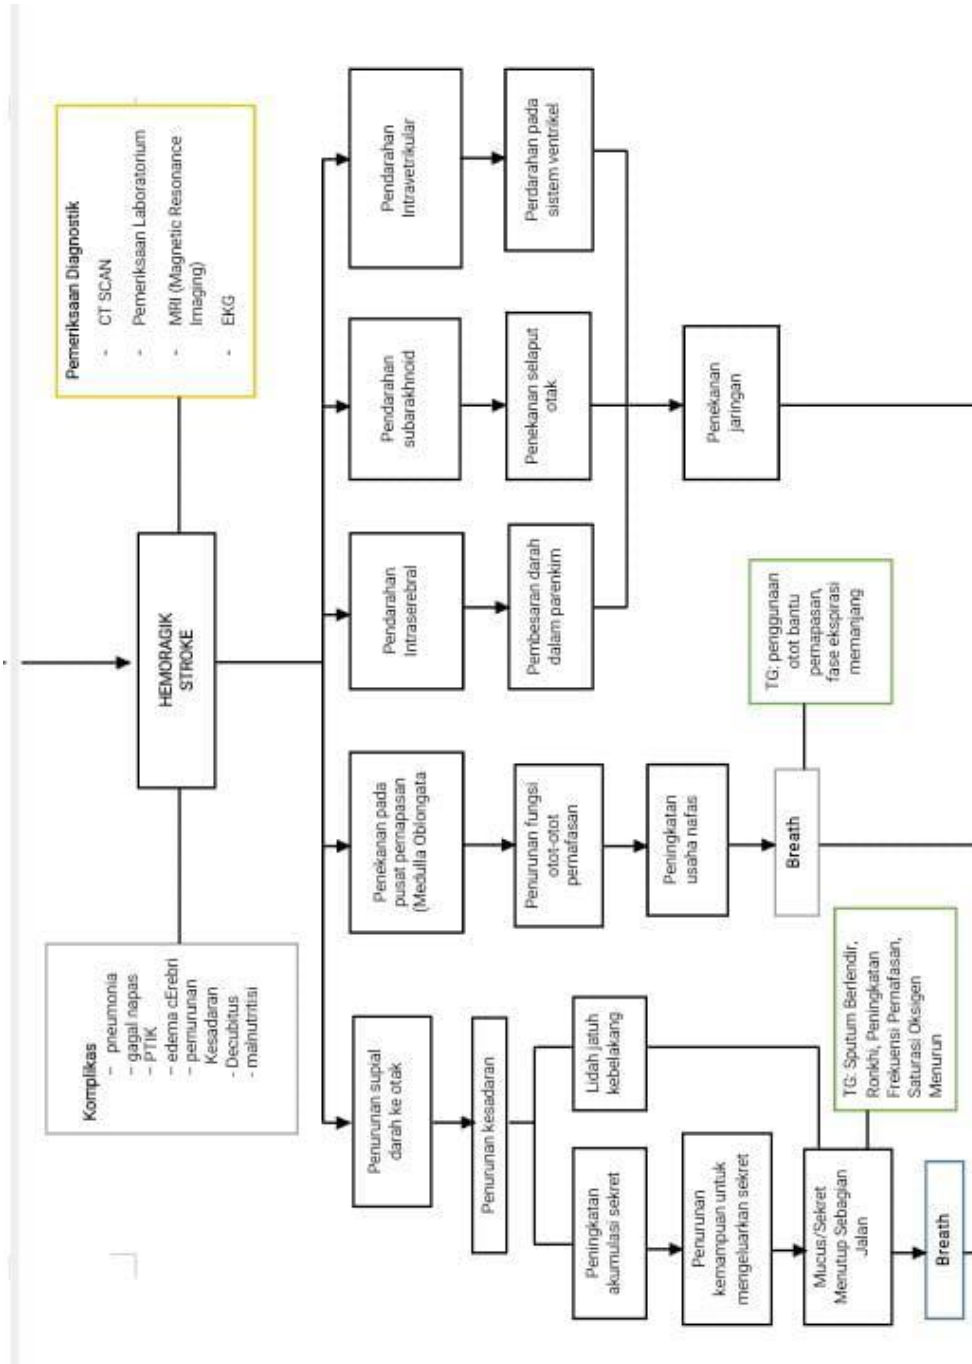 Komplikas
- pneumonia
- gagal napas
- PTIK
- edema cErebri
- penurunan
Kesadaran
- Decubitus
- malnutritisi
HEMORAGIK
STROKE
Pemeriksaan Diagnostik
- CT SCAN
- Pemeriksaan Laboratorium
- MRI (Magnetic Resonance
Imaging)
- EKG
Penurunan suplai
darah ke otak
Penekanan pada
pusat pernapasan
(Medulla Oblongata
Pendarahan
Intraserebral
Pendarahan
subarakhnoid
Pendarahan
Intravetrikular
Penurunan kesadaran
Penurunan fungsi
otot-otot
pernafasan
Pembesaran darah
dalam parenkim
Penekanan selaput
otak
Perdarahan pada
sistem ventrikel
Peningkatan
akumulasi sekret
Lidah jatuh
kebelakang
Peningkatan
usaha nafas
Penekanan
jaringan
Penurunan
kemampuan untuk
mengeluarkan sekret
Breath
TG: penggunaan
otot bantu
pernapasan,
fase ekspirasi
memanjang
Mucus/Sekret
Menutup Sebagian
Jalan
TG: Sputum Berlendir,
Ronkhi, Peningkatan
Frekuensi Pernafasan,
Saturasi Oksigen
Menurun
Breath